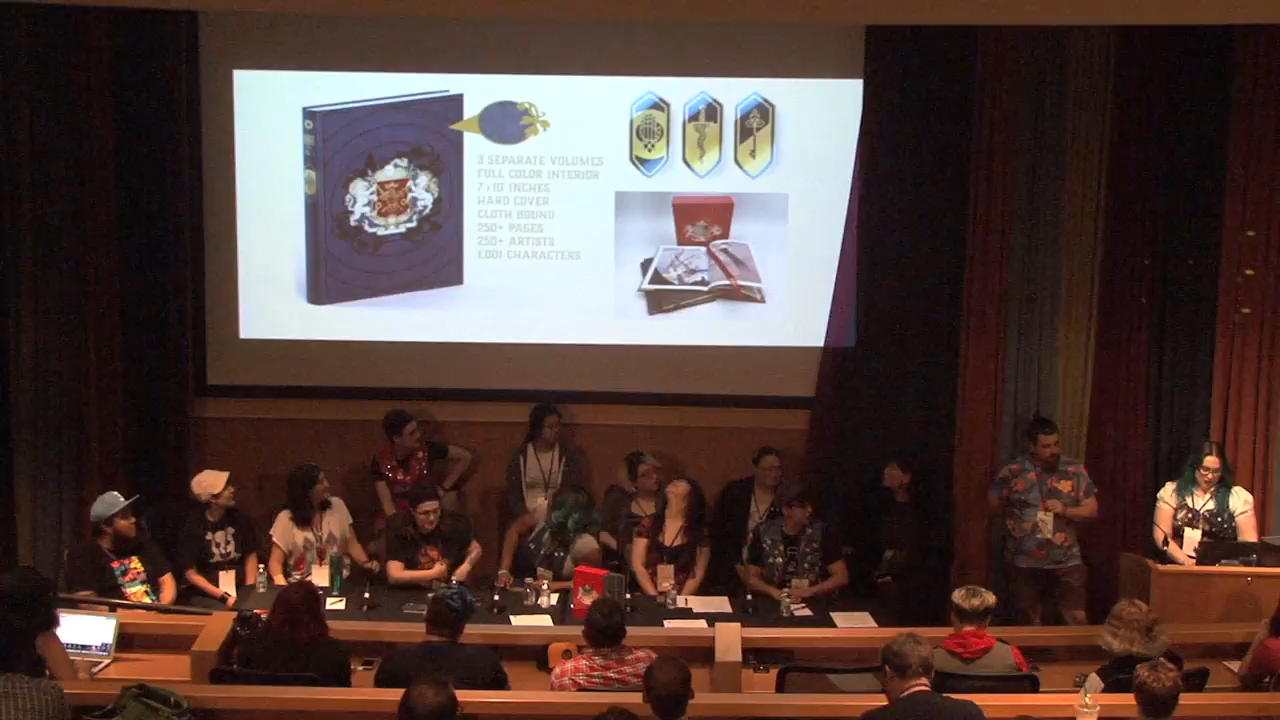 3 SEPARATE VOLUMES
FULL COLOR INTERIOR
7 x 10 INCHES
HARD COVER
CLOTH BOUND
250+ PAGES
250+ ARTISTS
1,001 CHARACTERS